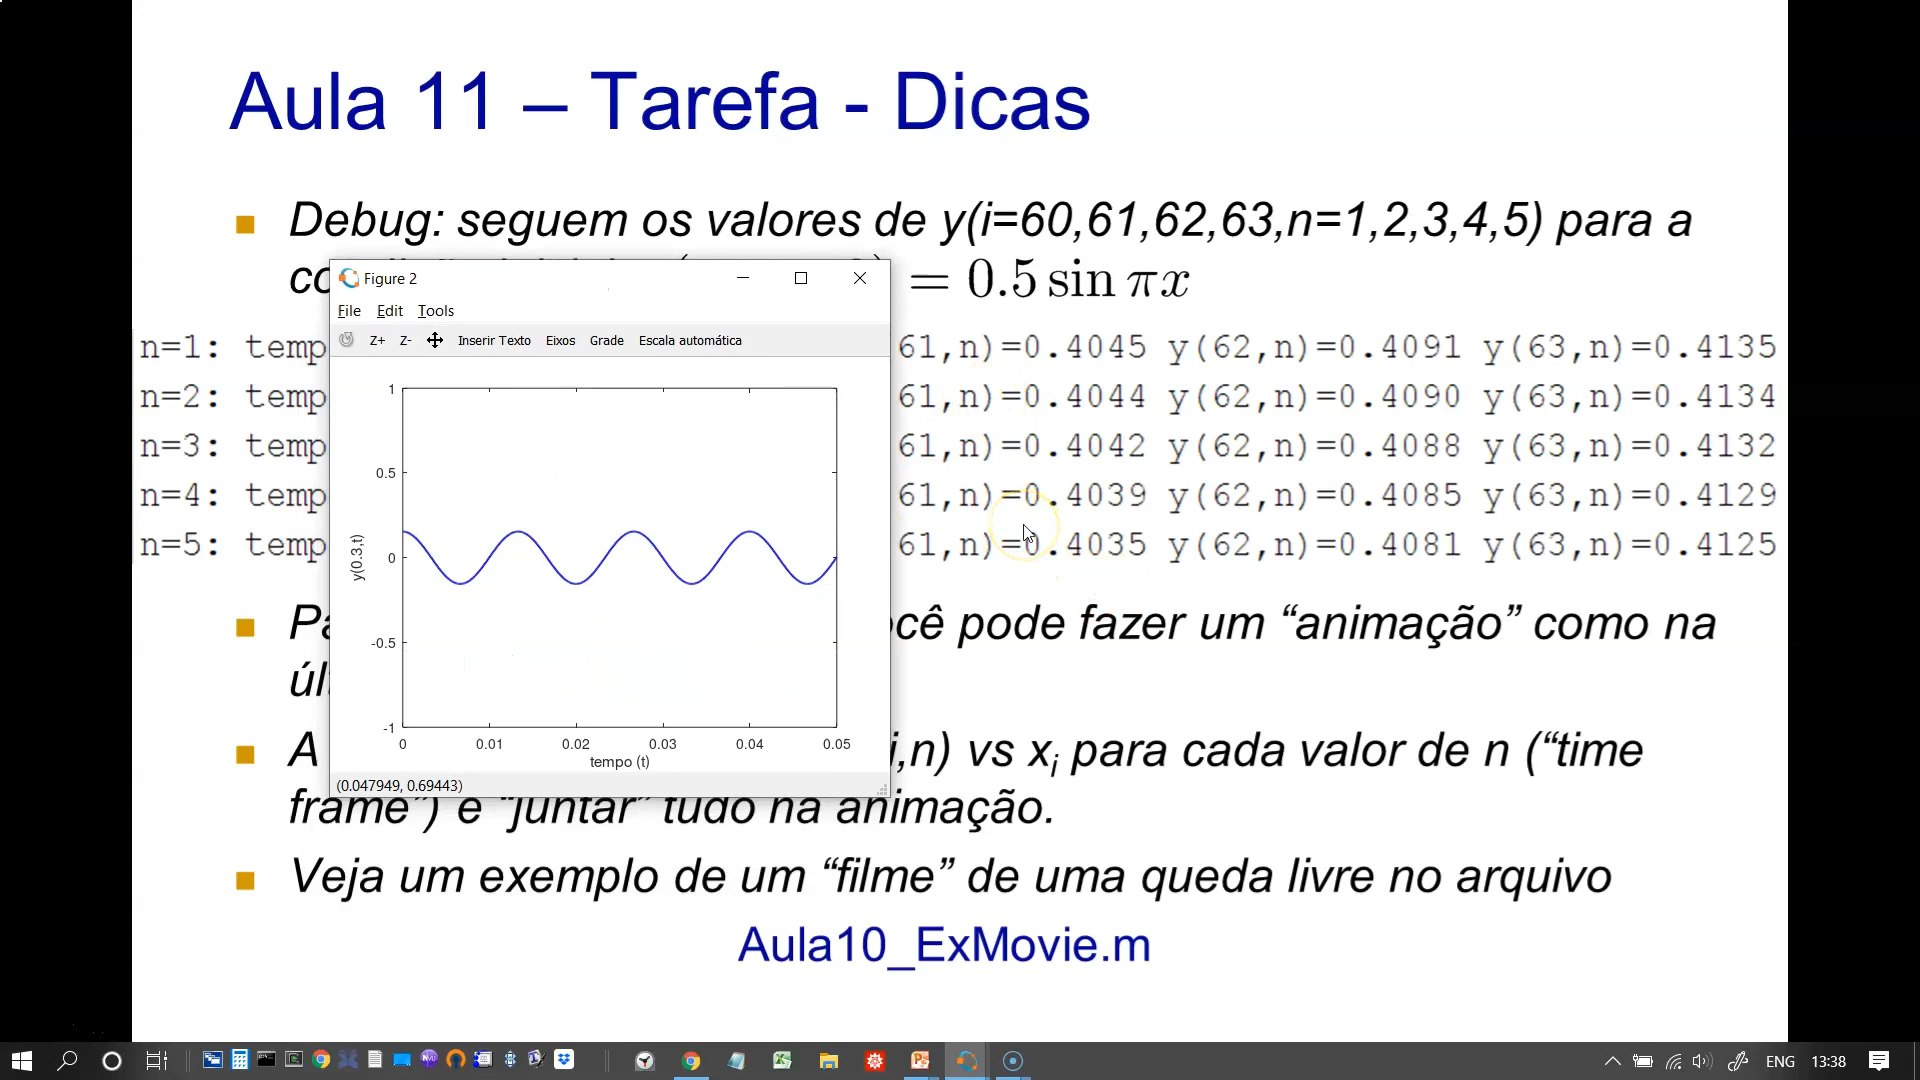 Aula 11 – Tarefa - Dicas
Debug: seguem os valores de y(i=60,61,62,63,n=1,2,3,4,5) para a
= 0.5 sin πx
Figure 2
File Edit Tools
Z+ Z- Inserir Texto Eixos Grade Escala automática
n=1: temp 61,n)=0.4045 y(62,n)=0.4091 y(63,n)=0.4135
n=2: temp 61,n)=0.4044 y(62,n)=0.4090 y(63,n)=0.4134
n=3: temp 61,n)=0.4042 y(62,n)=0.4088 y(63,n)=0.4132
n=4: temp 61,n)=0.4039 y(62,n)=0.4085 y(63,n)=0.4129
n=5: temp 61,n)=0.4035 y(62,n)=0.4081 y(63,n)=0.4125
1
0.5
0
-0.5
-1
y(0.3,t)
0 0.01 0.02 0.03 0.04 0.05
tempo (t)
(0.047949, 0.69443)
cê pode fazer um “animação” como na
A i,n) vs xi para cada valor de n (“time
frame”) e “juntar” tudo na animação.
Veja um exemplo de um “filme” de uma queda livre no arquivo
Aula10_ExMovie.m
ENG 13:38